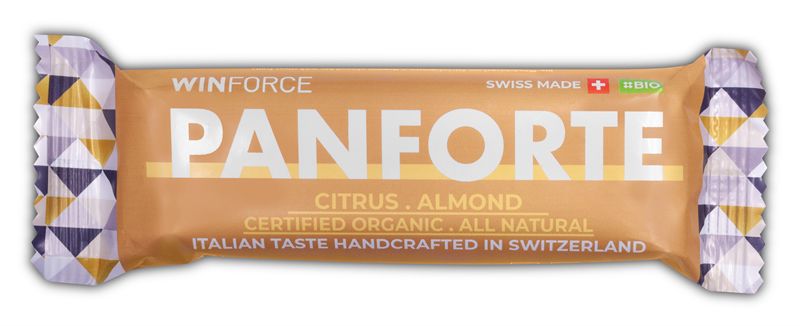 WINFORCE
SWISS MADE #BIO
PANFORTE
CITRUS . ALMOND
CERTIFIED ORGANIC . ALL NATURAL
ITALIAN TASTE HANDCRAFTED IN SWITZERLAND